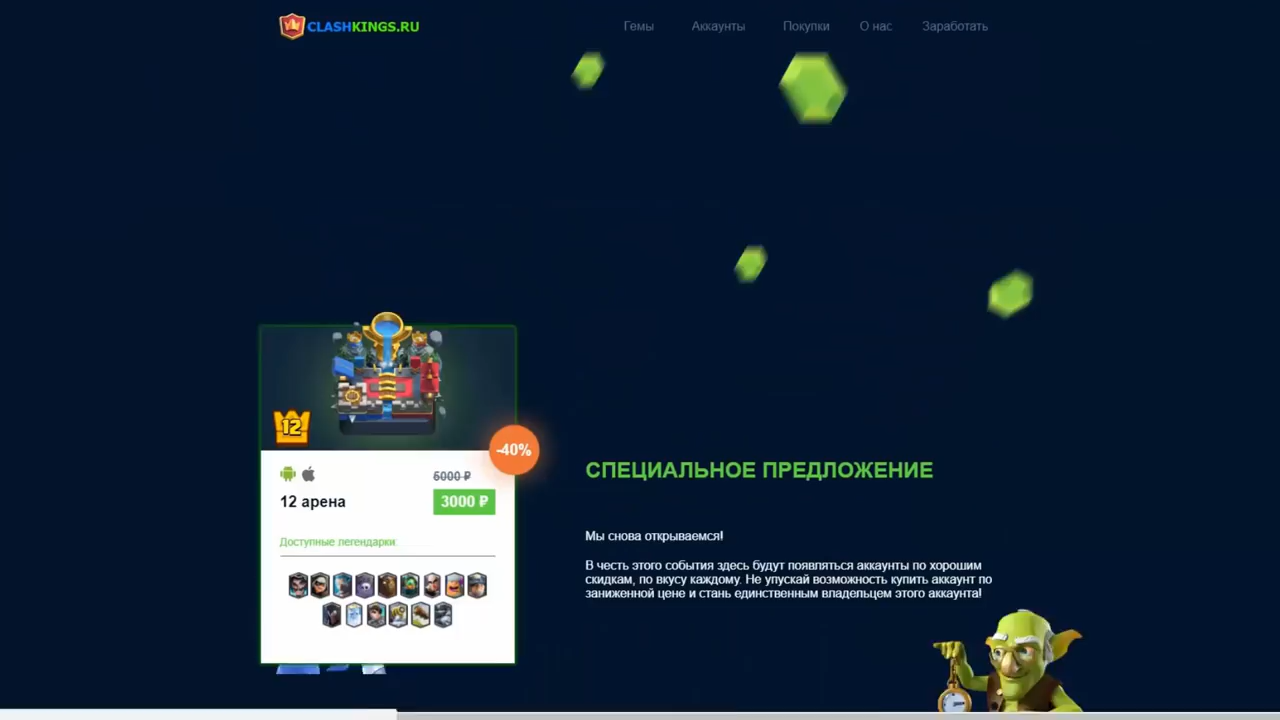 CLASHKINGS.RU
Гемы
Аккаунты
Покупки
О нас
Заработать
12
-40%
5000 ₽
12 арена
3000 ₽
Доступные легендарки
СПЕЦИАЛЬНОЕ ПРЕДЛОЖЕНИЕ
Мы снова открываемся!
В честь этого события здесь будут появляться аккаунты по хорошим
скидкам, по вкусу каждому. Не упускай возможность купить аккаунт по
заниженной цене и стань единственным владельцем этого аккаунта!